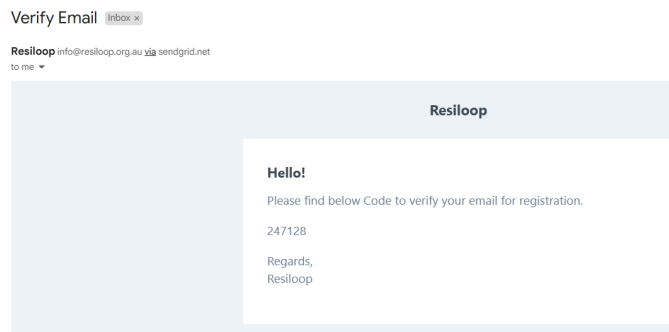 Verify Email Inbox ×
Resiloop info@resiloop.org.au via sendgrid.net
to me
Resiloop
Hello!
Please find below Code to verify your email for registration.
247128
Regards,
Resiloop